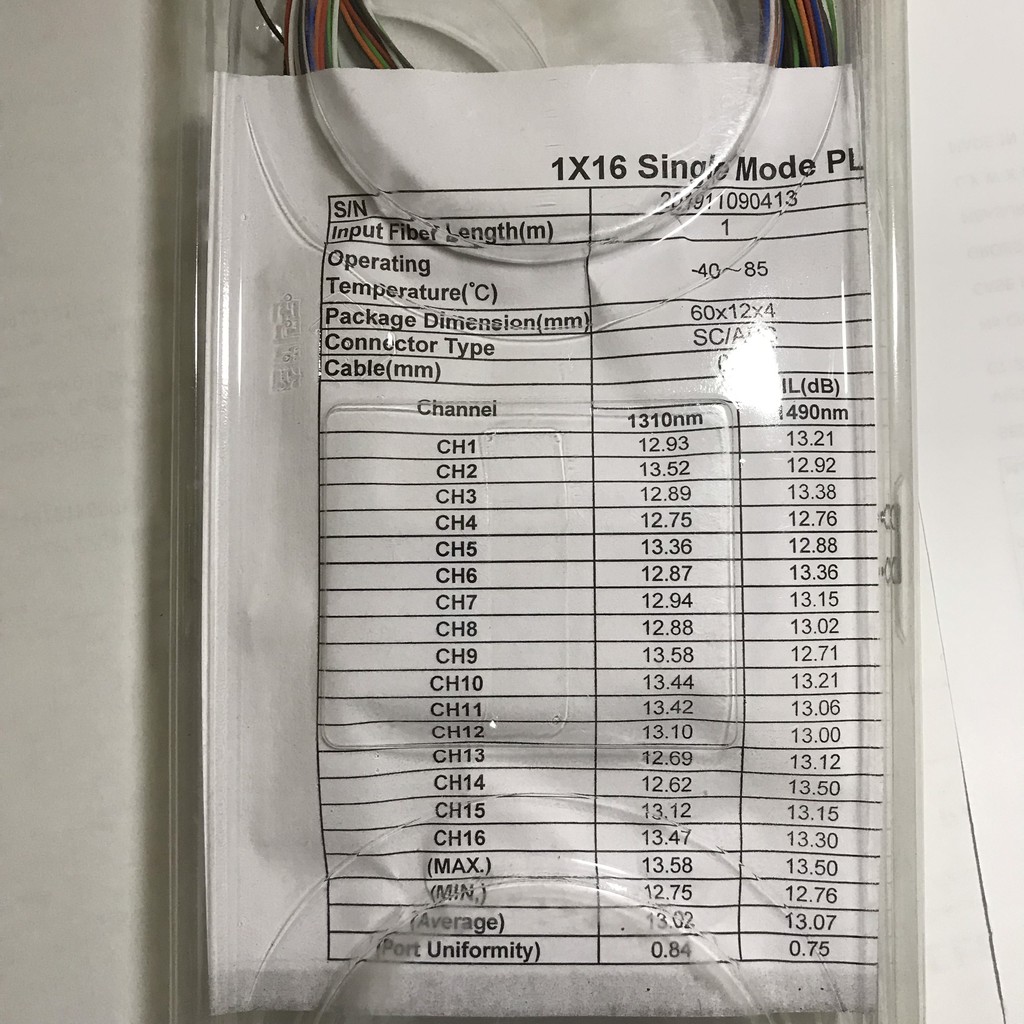 1X16 Single Mode PL
S/N 201911090413
Input Fiber Length(m) 1
Operating Temperature(℃) -40～85
Package Dimension(mm) 60x12x4
Connector Type
Cable(mm)
IL(dB)
Channel 1310nm 1490nm
CH1 12.93 13.21
CH2 13.52 12.92
CH3 12.89 13.38
CH4 12.75 12.76
CH5 13.36 12.88
CH6 12.87 13.36
CH7 12.94 13.15
CH8 12.88 13.02
CH9 13.58 12.71
CH10 13.44 13.21
CH11 13.42 13.06
CH12 13.10 13.00
CH13 12.69 13.12
CH14 12.62 13.50
CH15 13.12 13.15
CH16 13.47 13.30
(MAX.) 13.58 13.50
(MIN.) 12.75 12.76
(Average) 13.02 13.07
(Port Uniformity) 0.84 0.75